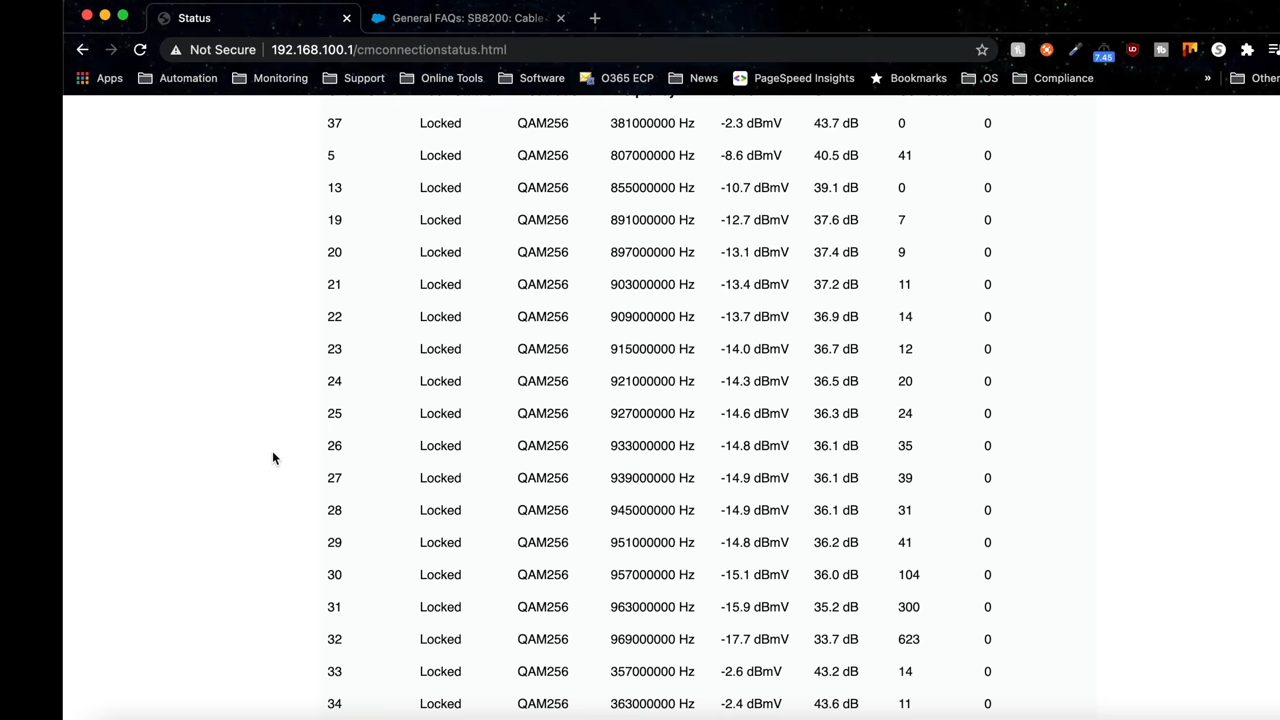 Status
General FAQs: SB8200: Cable
Not Secure 192.168.100.1/cmconnectionstatus.html
7.45
Apps Automation Monitoring Support Online Tools Software O365 ECP News PageSpeed Insights Bookmarks .OS Compliance » Other
37 Locked QAM256 381000000 Hz -2.3 dBmV 43.7 dB 0 0
5 Locked QAM256 807000000 Hz -8.6 dBmV 40.5 dB 41 0
13 Locked QAM256 855000000 Hz -10.7 dBmV 39.1 dB 0 0
19 Locked QAM256 891000000 Hz -12.7 dBmV 37.6 dB 7 0
20 Locked QAM256 897000000 Hz -13.1 dBmV 37.4 dB 9 0
21 Locked QAM256 903000000 Hz -13.4 dBmV 37.2 dB 11 0
22 Locked QAM256 909000000 Hz -13.7 dBmV 36.9 dB 14 0
23 Locked QAM256 915000000 Hz -14.0 dBmV 36.7 dB 12 0
24 Locked QAM256 921000000 Hz -14.3 dBmV 36.5 dB 20 0
25 Locked QAM256 927000000 Hz -14.6 dBmV 36.3 dB 24 0
26 Locked QAM256 933000000 Hz -14.8 dBmV 36.1 dB 35 0
27 Locked QAM256 939000000 Hz -14.9 dBmV 36.1 dB 39 0
28 Locked QAM256 945000000 Hz -14.9 dBmV 36.1 dB 31 0
29 Locked QAM256 951000000 Hz -14.8 dBmV 36.2 dB 41 0
30 Locked QAM256 957000000 Hz -15.1 dBmV 36.0 dB 104 0
31 Locked QAM256 963000000 Hz -15.9 dBmV 35.2 dB 300 0
32 Locked QAM256 969000000 Hz -17.7 dBmV 33.7 dB 623 0
33 Locked QAM256 357000000 Hz -2.6 dBmV 43.2 dB 14 0
34 Locked QAM256 363000000 Hz -2.4 dBmV 43.6 dB 11 0